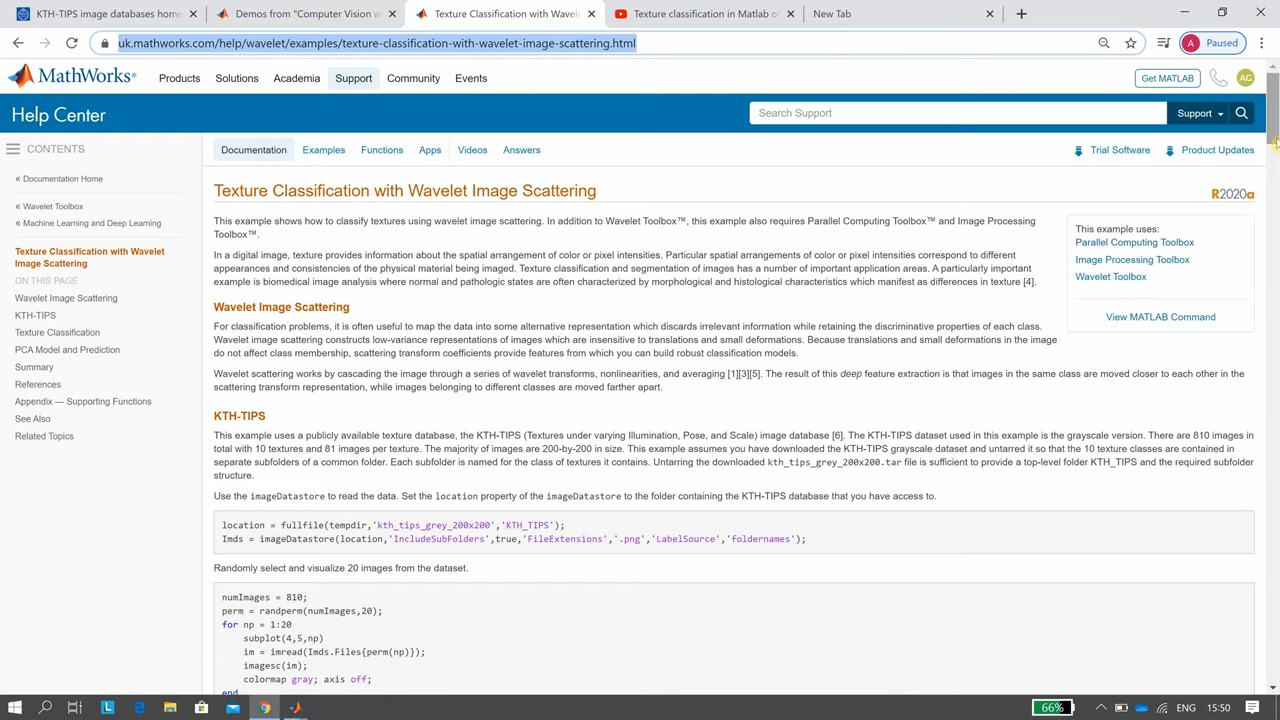 KTH-TIPS image databases home
Demos from "Computer Vision w
Texture Classification with Wavel
Texture classification in Matlab of
New Tab
uk.mathworks.com/help/wavelet/examples/texture-classification-with-wavelet-image-scattering.html
A Paused
MathWorks®
Products
Solutions
Academia
Support
Community
Events
Get MATLAB
AG
Help Center
Search Support
Support
CONTENTS
Documentation
Examples
Functions
Apps
Videos
Answers
Trial Software
Product Updates
« Documentation Home
« Wavelet Toolbox
« Machine Learning and Deep Learning
Texture Classification with Wavelet
Image Scattering
ON THIS PAGE
Wavelet Image Scattering
KTH-TIPS
Texture Classification
PCA Model and Prediction
Summary
References
Appendix — Supporting Functions
See Also
Related Topics
Texture Classification with Wavelet Image Scattering
R2020a
This example shows how to classify textures using wavelet image scattering. In addition to Wavelet Toolbox™, this example also requires Parallel Computing Toolbox™ and Image Processing
Toolbox™.
In a digital image, texture provides information about the spatial arrangement of color or pixel intensities. Particular spatial arrangements of color or pixel intensities correspond to different
appearances and consistencies of the physical material being imaged. Texture classification and segmentation of images has a number of important application areas. A particularly important
example is biomedical image analysis where normal and pathologic states are often characterized by morphological and histological characteristics which manifest as differences in texture [4].
This example uses:
Parallel Computing Toolbox
Image Processing Toolbox
Wavelet Toolbox
View MATLAB Command
Wavelet Image Scattering
For classification problems, it is often useful to map the data into some alternative representation which discards irrelevant information while retaining the discriminative properties of each class.
Wavelet image scattering constructs low-variance representations of images which are insensitive to translations and small deformations. Because translations and small deformations in the image
do not affect class membership, scattering transform coefficients provide features from which you can build robust classification models.
Wavelet scattering works by cascading the image through a series of wavelet transforms, nonlinearities, and averaging [1][3][5]. The result of this deep feature extraction is that images in the same class are moved closer to each other in the
scattering transform representation, while images belonging to different classes are moved farther apart.
KTH-TIPS
This example uses a publicly available texture database, the KTH-TIPS (Textures under varying Illumination, Pose, and Scale) image database [6]. The KTH-TIPS dataset used in this example is the grayscale version. There are 810 images in
total with 10 textures and 81 images per texture. The majority of images are 200-by-200 in size. This example assumes you have downloaded the KTH-TIPS grayscale dataset and untarred it so that the 10 texture classes are contained in
separate subfolders of a common folder. Each subfolder is named for the class of textures it contains. Untarring the downloaded kth_tips_grey_200x200.tar file is sufficient to provide a top-level folder KTH_TIPS and the required subfolder
structure.
Use the imageDatastore to read the data. Set the location property of the imageDatastore to the folder containing the KTH-TIPS database that you have access to.
location = fullfile(tempdir,'kth_tips_grey_200x200','KTH_TIPS');
Imds = imageDatastore(location,'IncludeSubFolders',true,'FileExtensions','.png','LabelSource','foldernames');
Randomly select and visualize 20 images from the dataset.
numImages = 810;
perm = randperm(numImages,20);
for np = 1:20
subplot(4,5,np)
im = imread(Imds.Files{perm(np)});
imagesc(im);
colormap gray; axis off;
end
66%
ENG
15:50